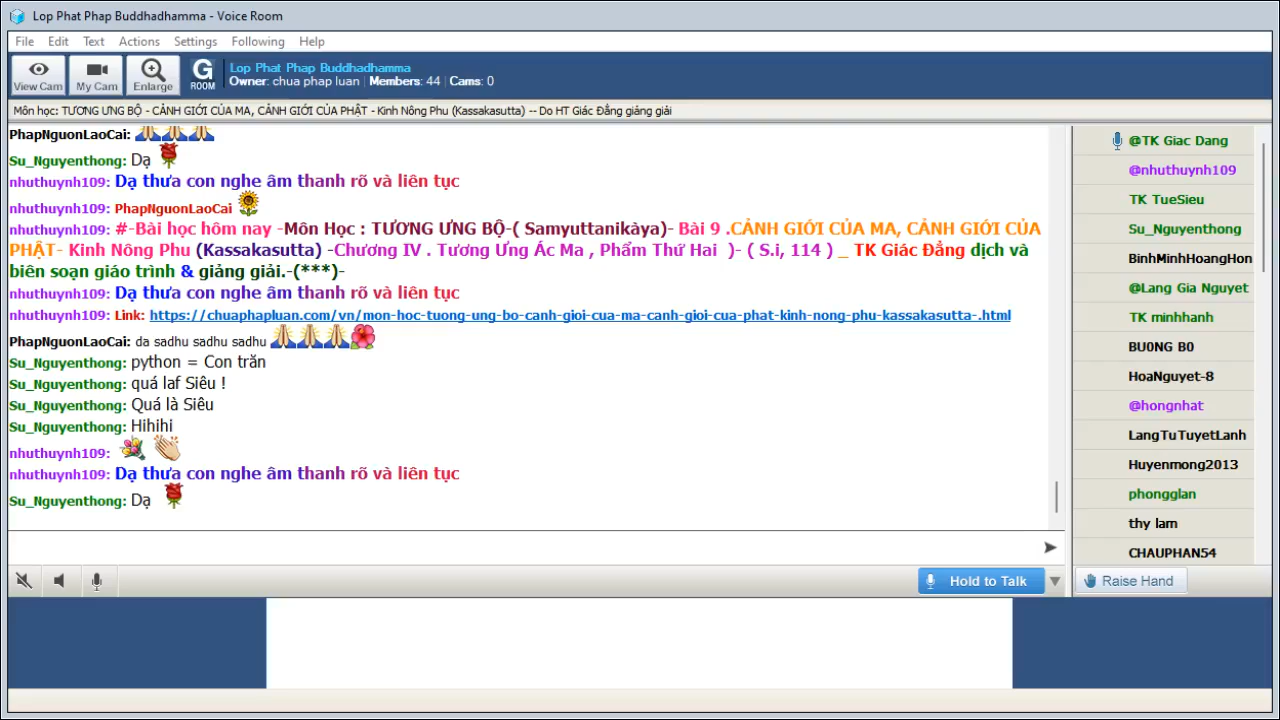 Lop Phat Phap Buddhadhamma - Voice Room
File Edit Text Actions Settings Following Help
View Cam My Cam Enlarge G ROOM
Lop Phat Phap Buddhadhamma
Owner: chua phap luan Members: 44 Cams: 0
Môn học: TƯƠNG ƯNG BỘ - CẢNH GIỚI CỦA MA, CẢNH GIỚI CỦA PHẬT - Kinh Nông Phu (Kassakasutta) -- Do HT Giác Đẳng giảng giải
PhapNguonLaoCai:
Su_Nguyenthong: Dạ
nhuthuynh109: Dạ thưa con nghe âm thanh rõ và liên tục
nhuthuynh109: PhapNguonLaoCai
nhuthuynh109: #-Bài học hôm nay -Môn Học : TƯƠNG ƯNG BỘ-( Samyuttanikàya)- Bài 9 .CẢNH GIỚI CỦA MA, CẢNH GIỚI CỦA
PHẬT- Kinh Nông Phu (Kassakasutta) -Chương IV . Tương Ưng Ác Ma , Phẩm Thứ Hai )- ( S.i, 114 ) _ TK Giác Đẳng dịch và
biên soạn giáo trình & giảng giải.-(***)-
nhuthuynh109: Dạ thưa con nghe âm thanh rõ và liên tục
nhuthuynh109: Link: https://chuaphapluan.com/vn/mon-hoc-tuong-ung-bo-canh-gioi-cua-ma-canh-gioi-cua-phat-kinh-nong-phu-kassakasutta-.html
PhapNguonLaoCai: da sadhu sadhu sadhu
Su_Nguyenthong: python = Con trăn
Su_Nguyenthong: quá laf Siêu !
Su_Nguyenthong: Quá là Siêu
Su_Nguyenthong: Hihihi
nhuthuynh109:
nhuthuynh109: Dạ thưa con nghe âm thanh rõ và liên tục
Su_Nguyenthong: Dạ
Hold to Talk
@TK Giac Dang
@nhuthuynh109
TK TueSieu
Su_Nguyenthong
BinhMinhHoangHon
@Lang Gia Nguyet
TK minhhanh
BU0NG B0
HoaNguyet-8
@hongnhat
LangTuTuyetLanh
Huyenmong2013
phongglan
thy lam
CHAUPHAN54
Raise Hand